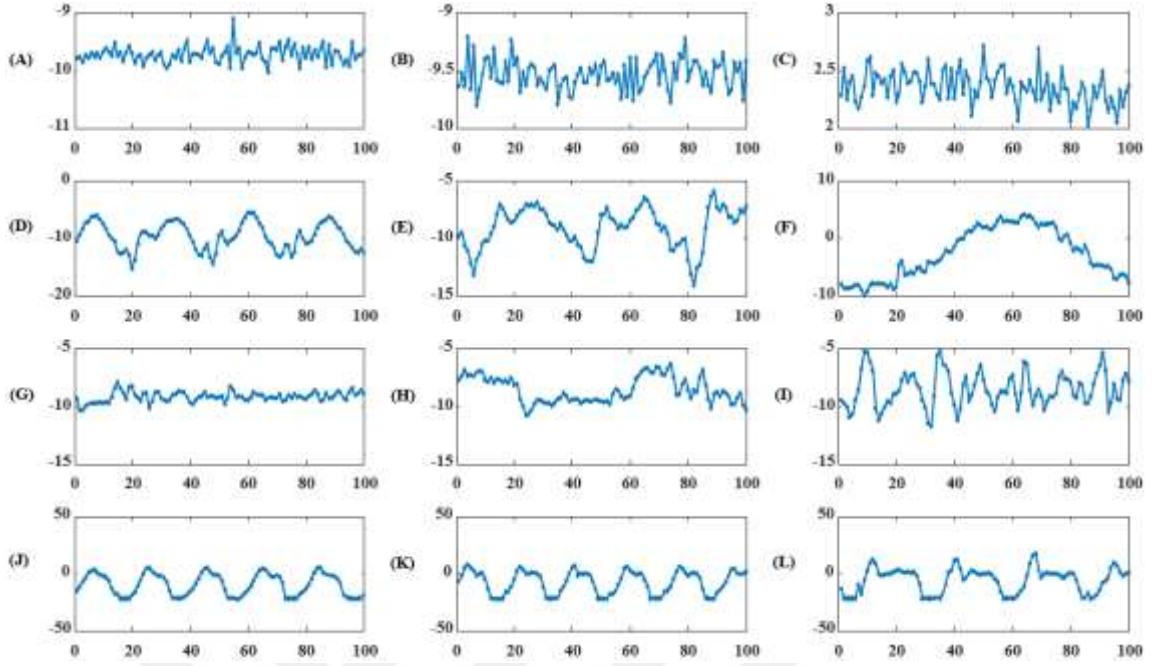 -9 -9 3
(A) -10 (B) -9.5 (C) 2.5
-11 -10 2
0 20 40 60 80 100 0 20 40 60 80 100 0 20 40 60 80 100
0 -5 10
(D) -10 (E) -10 (F) 0
-20 -15 -10
0 20 40 60 80 100 0 20 40 60 80 100 0 20 40 60 80 100
-5 -5 -5
(G) -10 (H) -10 (I) -10
-15 -15 -15
0 20 40 60 80 100 0 20 40 60 80 100 0 20 40 60 80 100
50 50 50
(J) 0 (K) 0 (L) 0
-50 -50 -50
0 20 40 60 80 100 0 20 40 60 80 100 0 20 40 60 80 100